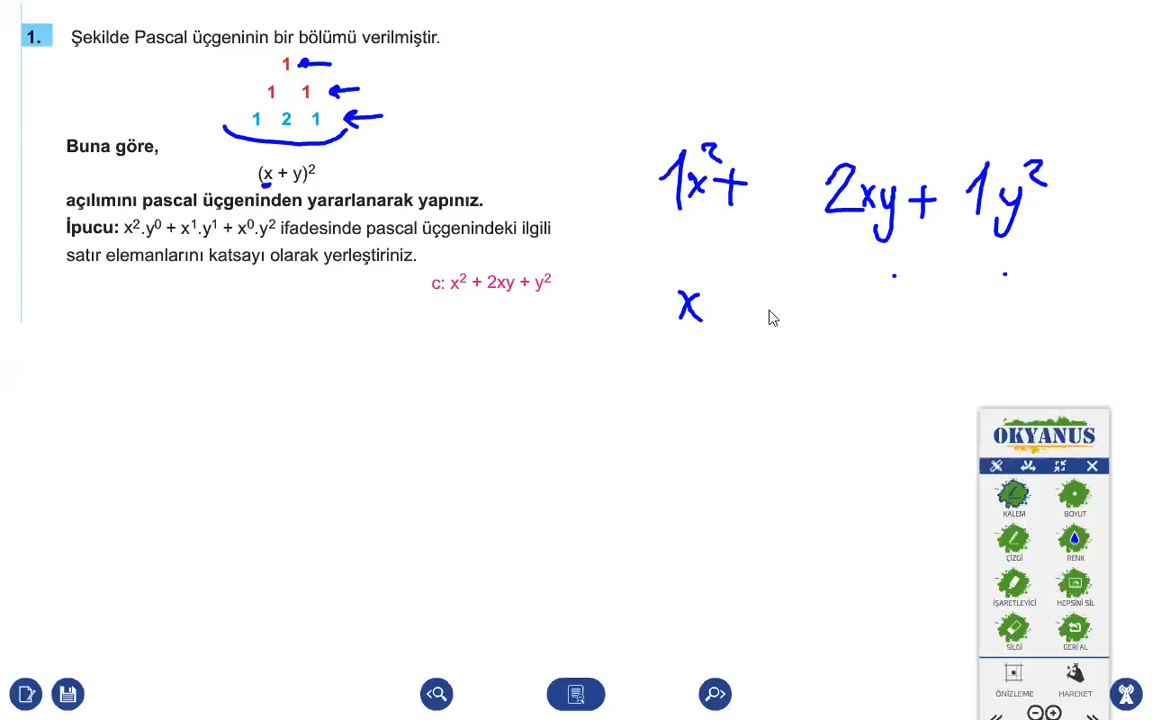 1. Şekilde Pascal üçgeninin bir bölümü verilmiştir.
1
1 1
1 2 1
Buna göre,
(x + y)²
açılımını pascal üçgeninden yararlanarak yapınız.
İpucu: x².y⁰ + x¹.y¹ + x⁰.y² ifadesinde pascal üçgenindeki ilgili
satır elemanlarını katsayı olarak yerleştiriniz.
c: x² + 2xy + y²
1x² + 2xy + 1y²
x
OKYANUS
KALEM BOYUT
ÇİZGİ RENK
İŞARETLEYİCİ HEPSİNİ SİL
SİLGİ GERİ AL
ÖNİZLEME HAREKET